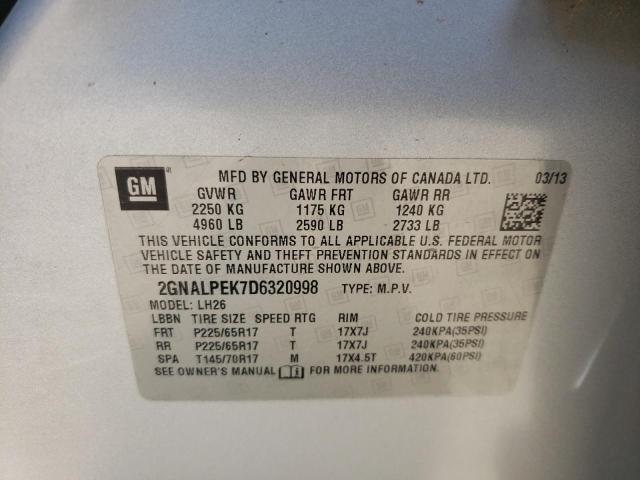 GM
MFD BY GENERAL MOTORS OF CANADA LTD. 03/13
GVWR GAWR FRT GAWR RR
2250 KG 1175 KG 1240 KG
4960 LB 2590 LB 2733 LB
THIS VEHICLE CONFORMS TO ALL APPLICABLE U.S. FEDERAL MOTOR
VEHICLE SAFETY AND THEFT PREVENTION STANDARDS IN EFFECT ON
THE DATE OF MANUFACTURE SHOWN ABOVE.
2GNALPEK7D6320998 TYPE: M.P.V.
MODEL: LH26
LBBN TIRE SIZE SPEED RTG RIM COLD TIRE PRESSURE
FRT P225/65R17 T 17X7J 240KPA(35PSI)
RR P225/65R17 T 17X7J 240KPA(35PSI)
SPA T145/70R17 M 17X4.5T 420KPA(60PSI)
SEE OWNER'S MANUAL FOR MORE INFORMATION.